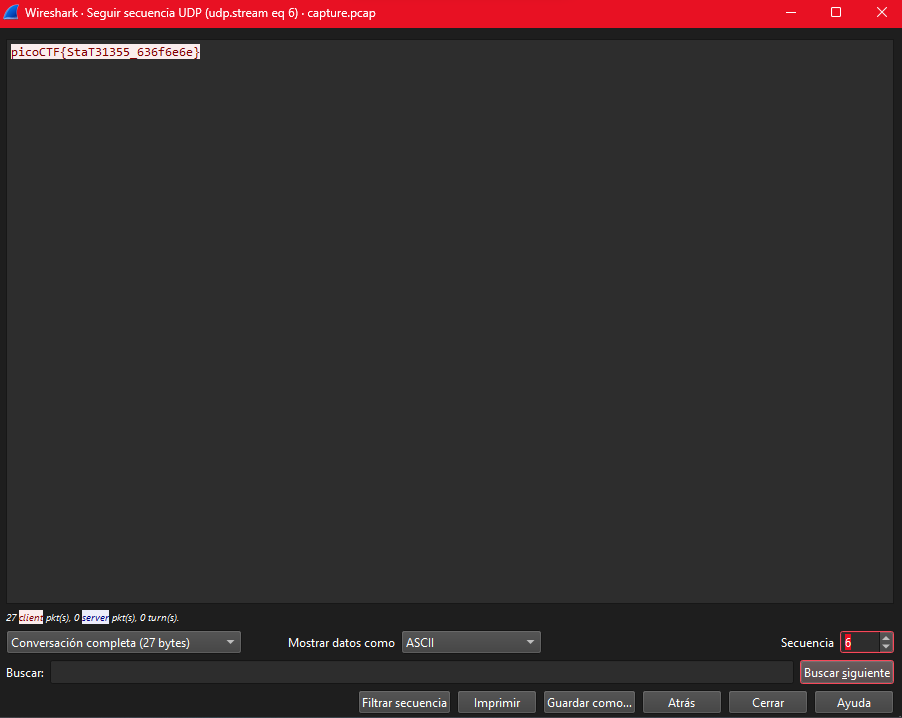 Wireshark · Seguir secuencia UDP (udp.stream eq 6) · capture.pcap
picoCTF{StaT31355_636f6e6e}
27 client pkt(s), 0 server pkt(s), 0 turn(s).
Conversación completa (27 bytes) Mostrar datos como ASCII Secuencia 6
Buscar: Buscar siguiente
Filtrar secuencia Imprimir Guardar como... Atrás Cerrar Ayuda